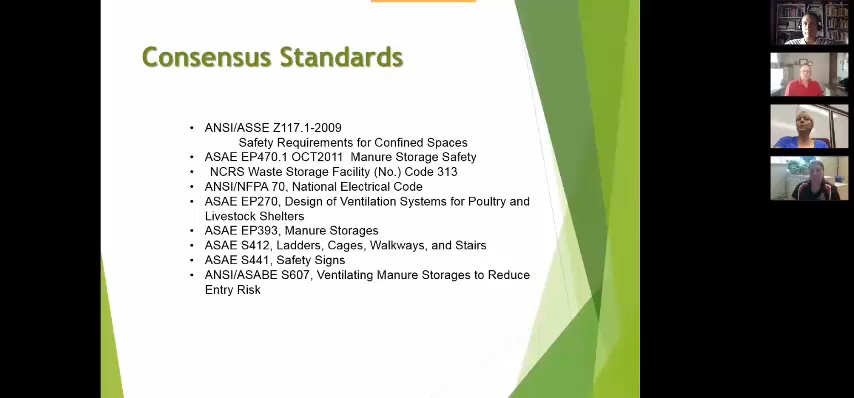 Consensus Standards
• ANSI/ASSE Z117.1-2009
Safety Requirements for Confined Spaces
• ASAE EP470.1 OCT2011 Manure Storage Safety
• NCRS Waste Storage Facility (No.) Code 313
• ANSI/NFPA 70, National Electrical Code
• ASAE EP270, Design of Ventilation Systems for Poultry and
Livestock Shelters
• ASAE EP393, Manure Storages
• ASAE S412, Ladders, Cages, Walkways, and Stairs
• ASAE S441, Safety Signs
• ANSI/ASABE S607, Ventilating Manure Storages to Reduce
Entry Risk